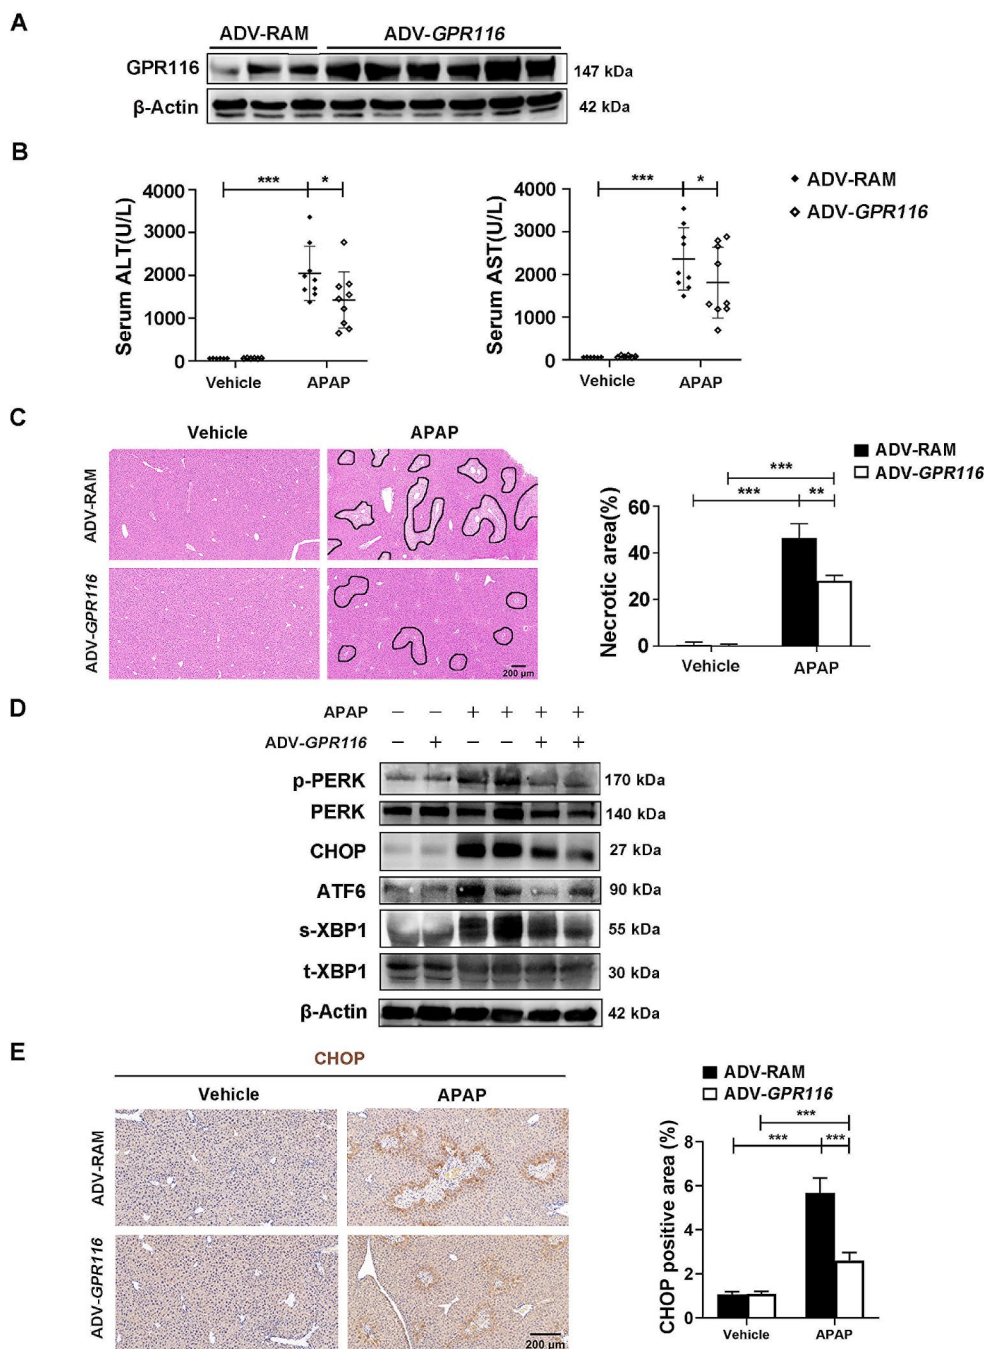 A
ADV-RAM ADV-GPR116
GPR116 147 kDa
β-Actin 42 kDa
B
*** *
4000
3000
2000
1000
0
Serum ALT(U/L)
Vehicle APAP
*** *
4000
3000
2000
1000
0
Serum AST(U/L)
Vehicle APAP
ADV-RAM
ADV-GPR116
C
Vehicle APAP
ADV-RAM
ADV-GPR116
200 μm
ADV-RAM
ADV-GPR116
***
*** **
60
40
20
0
Necrotic area(%)
Vehicle APAP
D
APAP − − + + + +
ADV-GPR116 − + − − + +
p-PERK 170 kDa
PERK 140 kDa
CHOP 27 kDa
ATF6 90 kDa
s-XBP1 55 kDa
t-XBP1 30 kDa
β-Actin 42 kDa
E
CHOP
Vehicle APAP
ADV-RAM
ADV-GPR116
200 μm
ADV-RAM
ADV-GPR116
***
*** ***
8
6
4
2
0
CHOP positive area (%)
Vehicle APAP